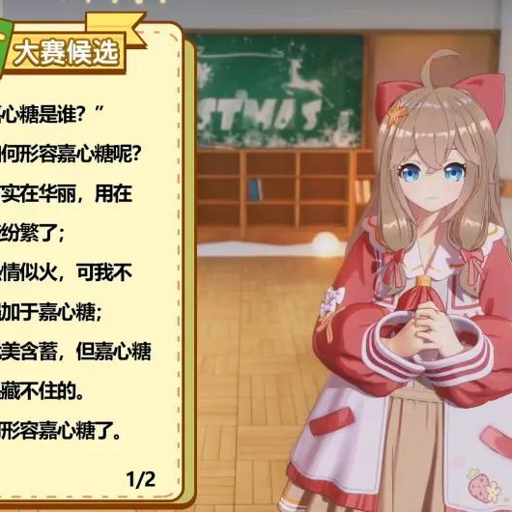 大赛候选
心糖是谁？”
何形容嘉心糖呢？
实在华丽，用在
纷繁了；
情似火，可我不
加于嘉心糖；
美含蓄，但嘉心糖
藏不住的。
形容嘉心糖了。
1/2
STMAS